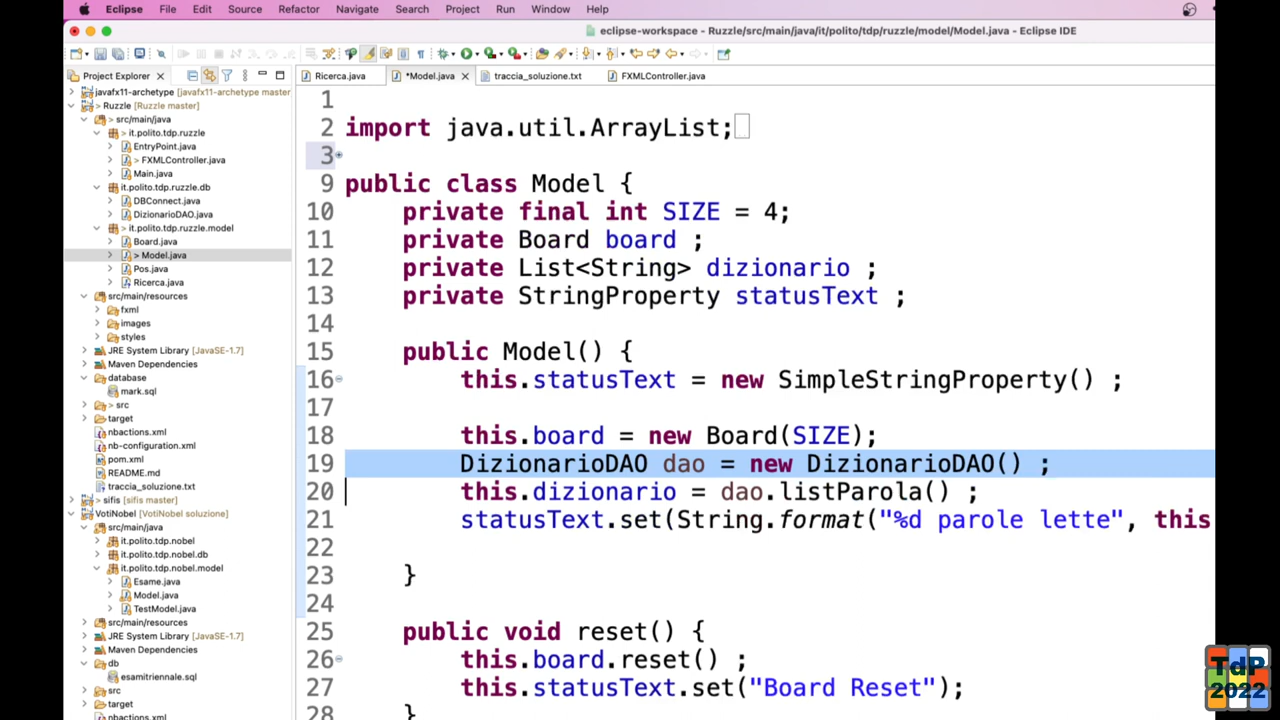 Eclipse File Edit Source Refactor Navigate Search Project Run Window Help
eclipse-workspace - Ruzzle/src/main/java/it/polito/tdp/ruzzle/model/Model.java - Eclipse IDE
Project Explorer
Ricerca.java
*Model.java
traccia_soluzione.txt
FXMLController.java
javafx11-archetype [javafx11-archetype master
> Ruzzle [Ruzzle master]
> src/main/java
> it.polito.tdp.ruzzle
EntryPoint.java
> FXMLController.java
Main.java
it.polito.tdp.ruzzle.db
DBConnect.java
DizionarioDAO.java
> it.polito.tdp.ruzzle.model
Board.java
> Model.java
Pos.java
Ricerca.java
src/main/resources
fxml
images
styles
JRE System Library [JavaSE-1.7]
Maven Dependencies
database
mark.sql
> src
target
nbactions.xml
nb-configuration.xml
pom.xml
README.md
traccia_soluzione.txt
> sifis [sifis master]
VotiNobel [VotiNobel soluzione]
src/main/java
it.polito.tdp.nobel
it.polito.tdp.nobel.db
it.polito.tdp.nobel.model
Esame.java
Model.java
TestModel.java
src/main/resources
JRE System Library [JavaSE-1.7]
Maven Dependencies
db
esamitriennale.sql
src
target
nbactions.xml
1
2 import java.util.ArrayList;
3
9 public class Model {
10 private final int SIZE = 4;
11 private Board board ;
12 private List<String> dizionario ;
13 private StringProperty statusText ;
14
15 public Model() {
16 this.statusText = new SimpleStringProperty() ;
17
18 this.board = new Board(SIZE);
19 DizionarioDAO dao = new DizionarioDAO() ;
20 this.dizionario = dao.listParola() ;
21 statusText.set(String.format("%d parole lette", this
22
23 }
24
25 public void reset() {
26 this.board.reset() ;
27 this.statusText.set("Board Reset");
28 }
TdP
2022